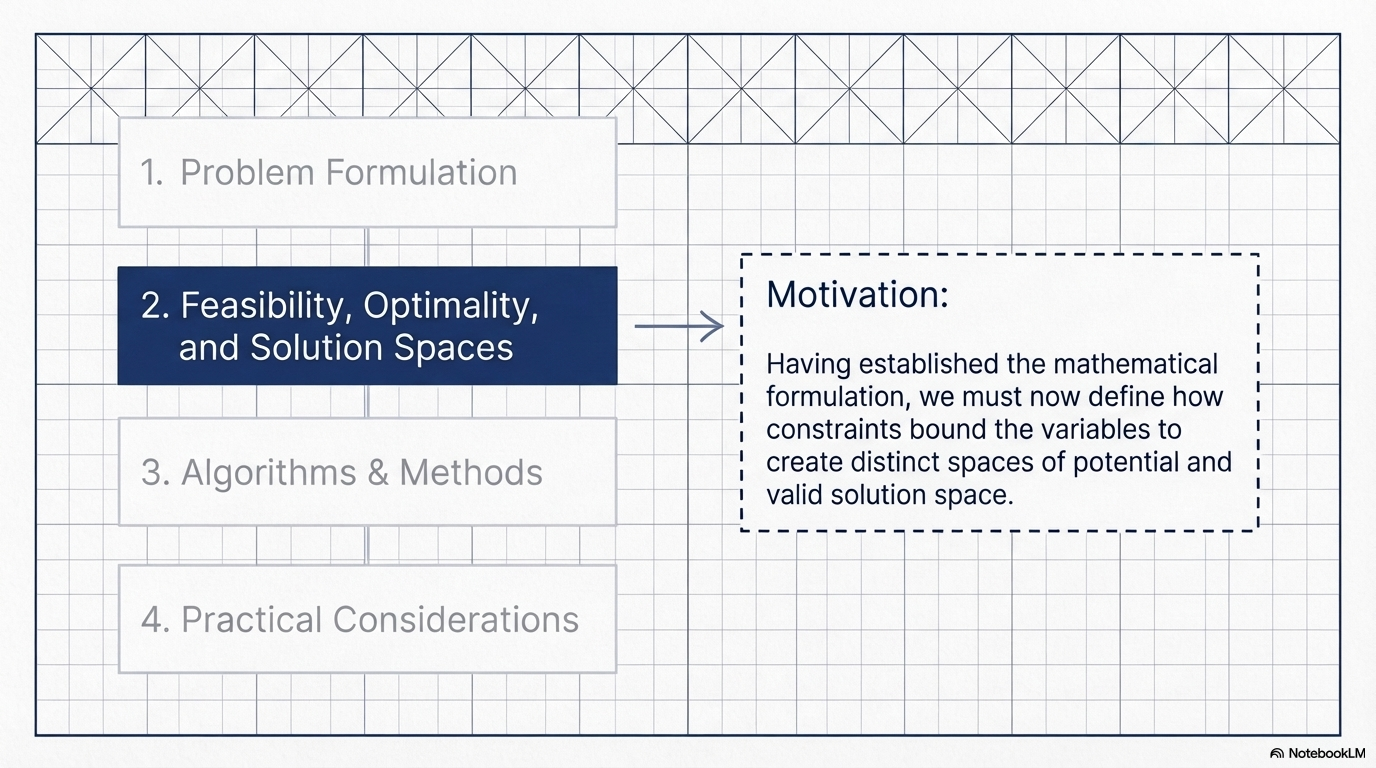 1. Problem Formulation
2. Feasibility, Optimality,
and Solution Spaces
3. Algorithms & Methods
4. Practical Considerations
Motivation:
Having established the mathematical
formulation, we must now define how
constraints bound the variables to
create distinct spaces of potential and
valid solution space.
NotebookLM